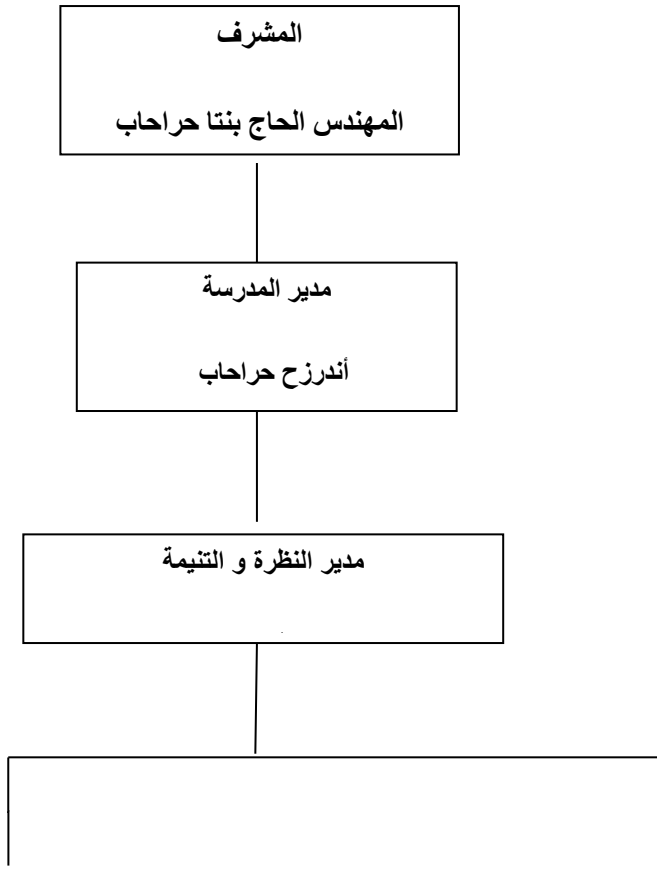 المشرف
المهندس الحاج بنتا حراحاب
مدير المدرسة
أندرزح حراحاب
مدير النظرة و التنيمة